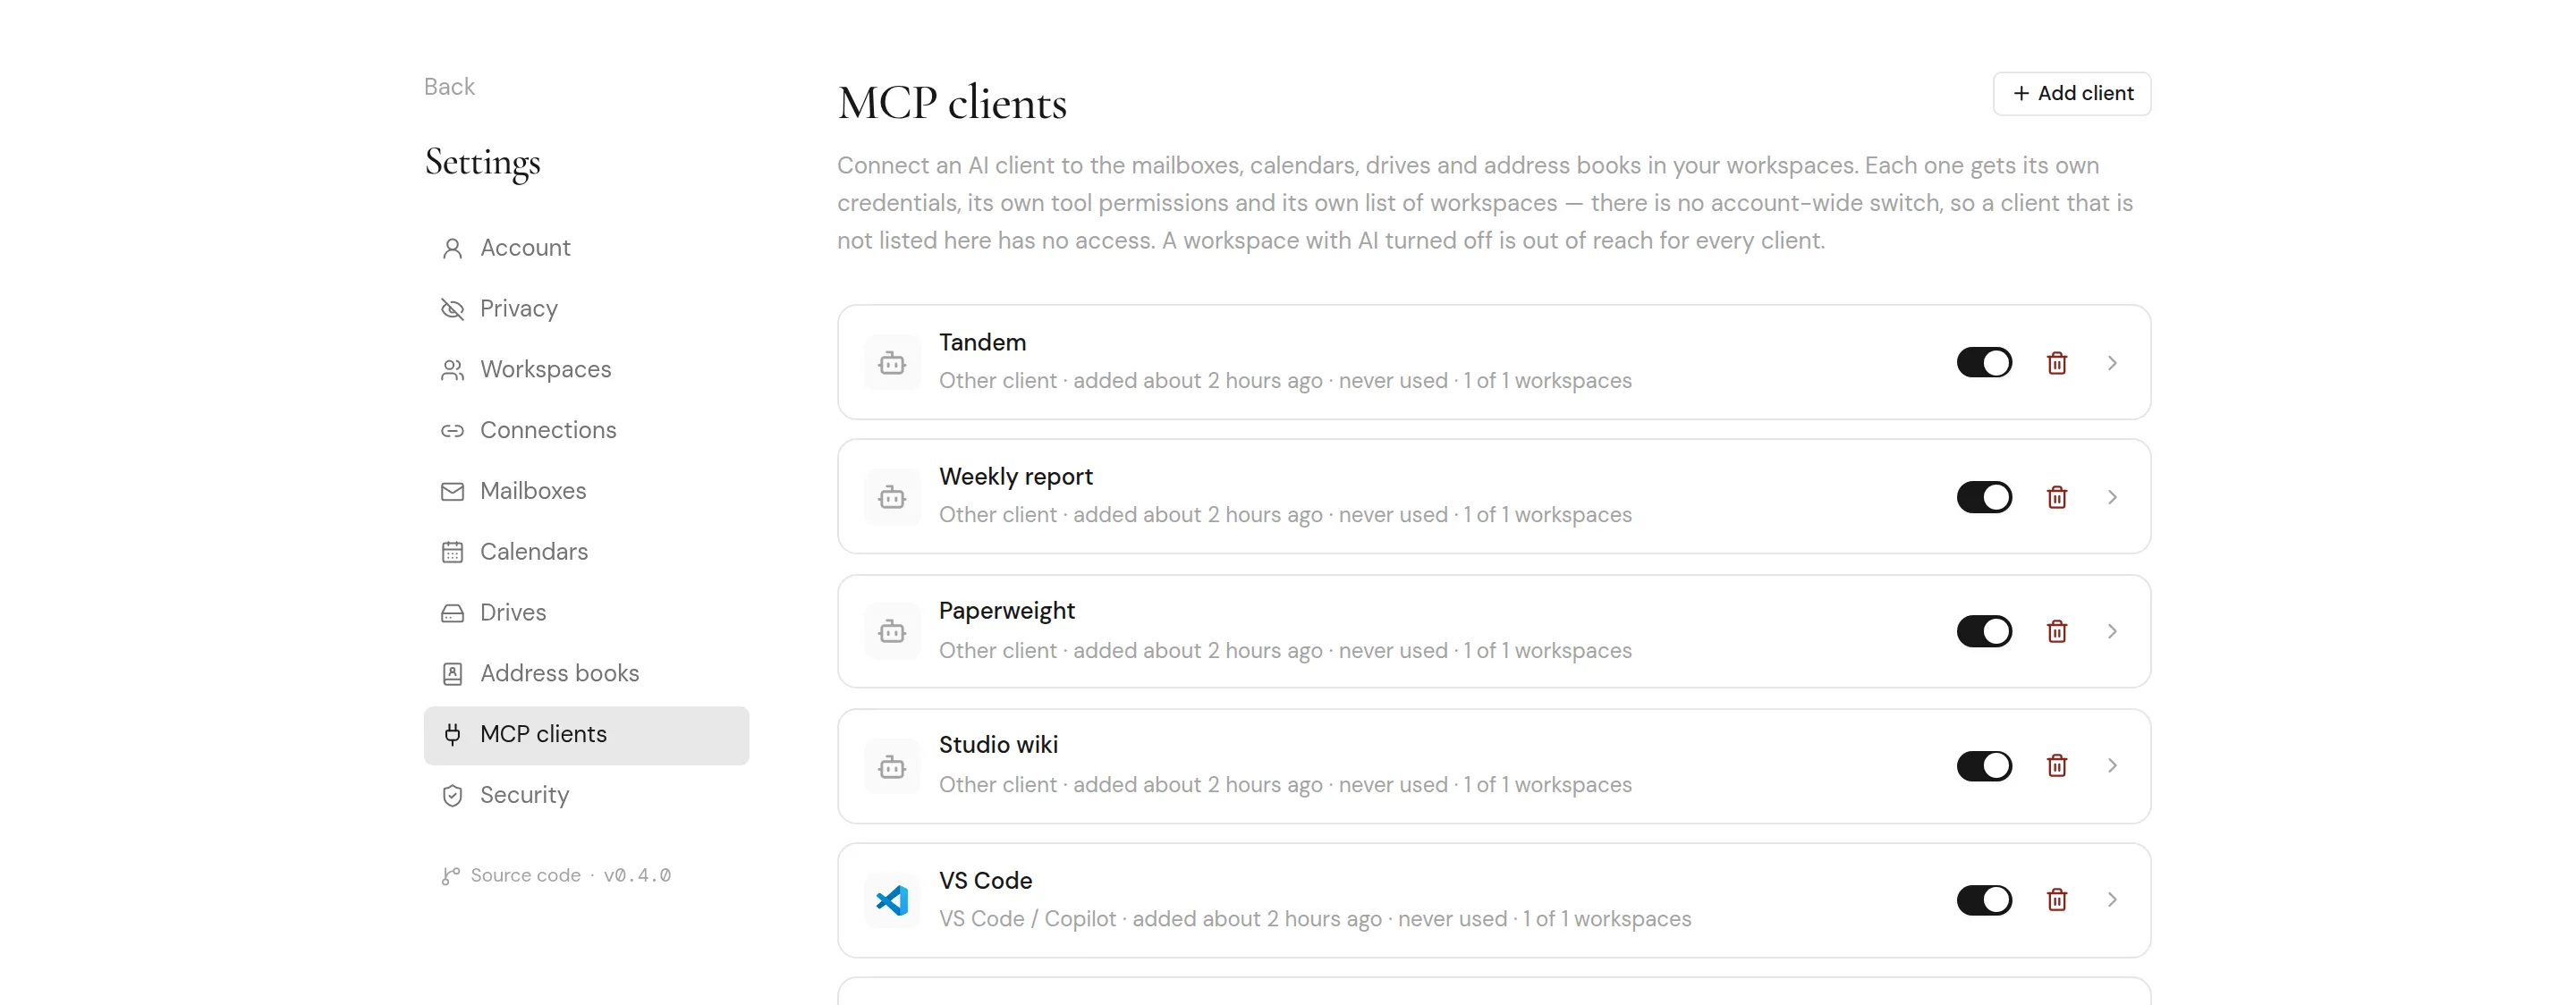 Back
Settings
Account
Privacy
Workspaces
Connections
Mailboxes
Calendars
Drives
Address books
MCP clients
Security
Source code · v0.4.0
MCP clients
+ Add client
Connect an AI client to the mailboxes, calendars, drives and address books in your workspaces. Each one gets its own
credentials, its own tool permissions and its own list of workspaces — there is no account-wide switch, so a client that is
not listed here has no access. A workspace with AI turned off is out of reach for every client.
Tandem
Other client · added about 2 hours ago · never used · 1 of 1 workspaces
Weekly report
Other client · added about 2 hours ago · never used · 1 of 1 workspaces
Paperweight
Other client · added about 2 hours ago · never used · 1 of 1 workspaces
Studio wiki
Other client · added about 2 hours ago · never used · 1 of 1 workspaces
VS Code
VS Code / Copilot · added about 2 hours ago · never used · 1 of 1 workspaces